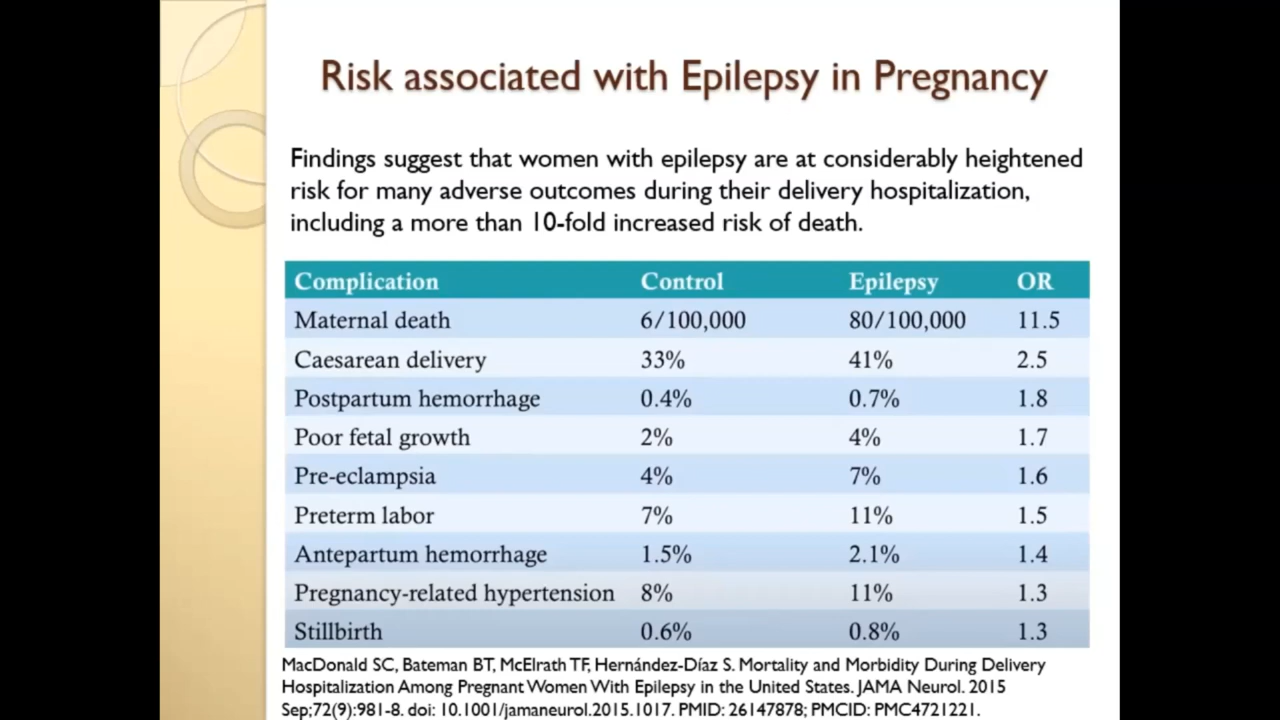 Risk associated with Epilepsy in Pregnancy
Findings suggest that women with epilepsy are at considerably heightened
risk for many adverse outcomes during their delivery hospitalization,
including a more than 10-fold increased risk of death.
Complication Control Epilepsy OR
Maternal death 6/100,000 80/100,000 11.5
Caesarean delivery 33% 41% 2.5
Postpartum hemorrhage 0.4% 0.7% 1.8
Poor fetal growth 2% 4% 1.7
Pre-eclampsia 4% 7% 1.6
Preterm labor 7% 11% 1.5
Antepartum hemorrhage 1.5% 2.1% 1.4
Pregnancy-related hypertension 8% 11% 1.3
Stillbirth 0.6% 0.8% 1.3
MacDonald SC, Bateman BT, McElrath TF, Hernández-Díaz S. Mortality and Morbidity During Delivery
Hospitalization Among Pregnant Women With Epilepsy in the United States. JAMA Neurol. 2015
Sep;72(9):981-8. doi: 10.1001/jamaneurol.2015.1017. PMID: 26147878; PMCID: PMC4721221.